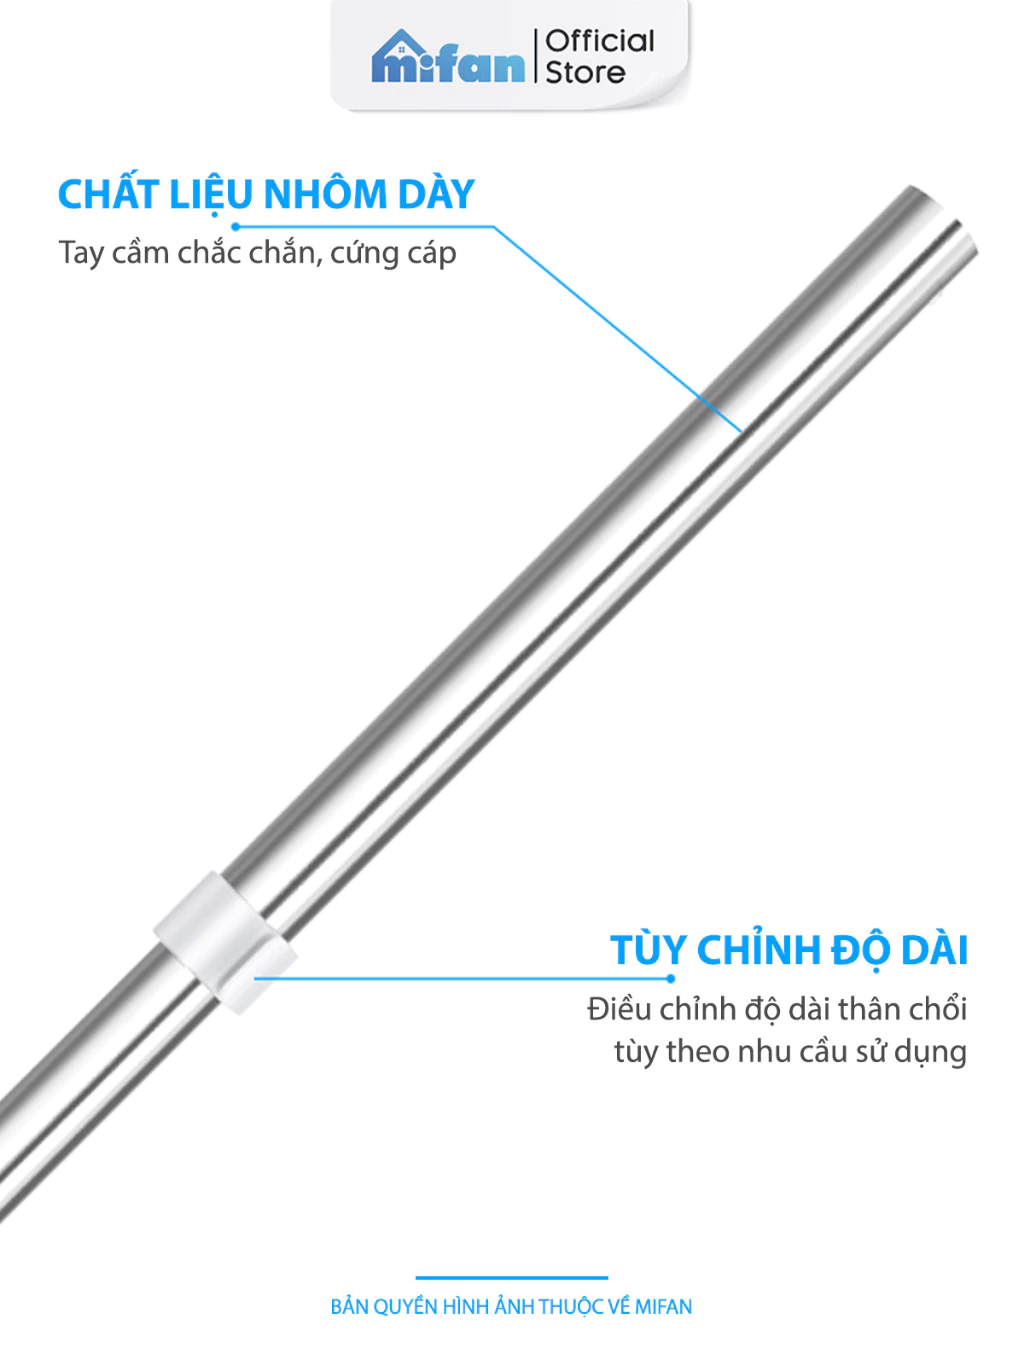 mifan
Official
Store
CHẤT LIỆU NHÔM DÀY
Tay cầm chắc chắn, cứng cáp
TÙY CHỈNH ĐỘ DÀI
Điều chỉnh độ dài thân chổi
tùy theo nhu cầu sử dụng
BẢN QUYỀN HÌNH ẢNH THUỘC VỀ MIFAN